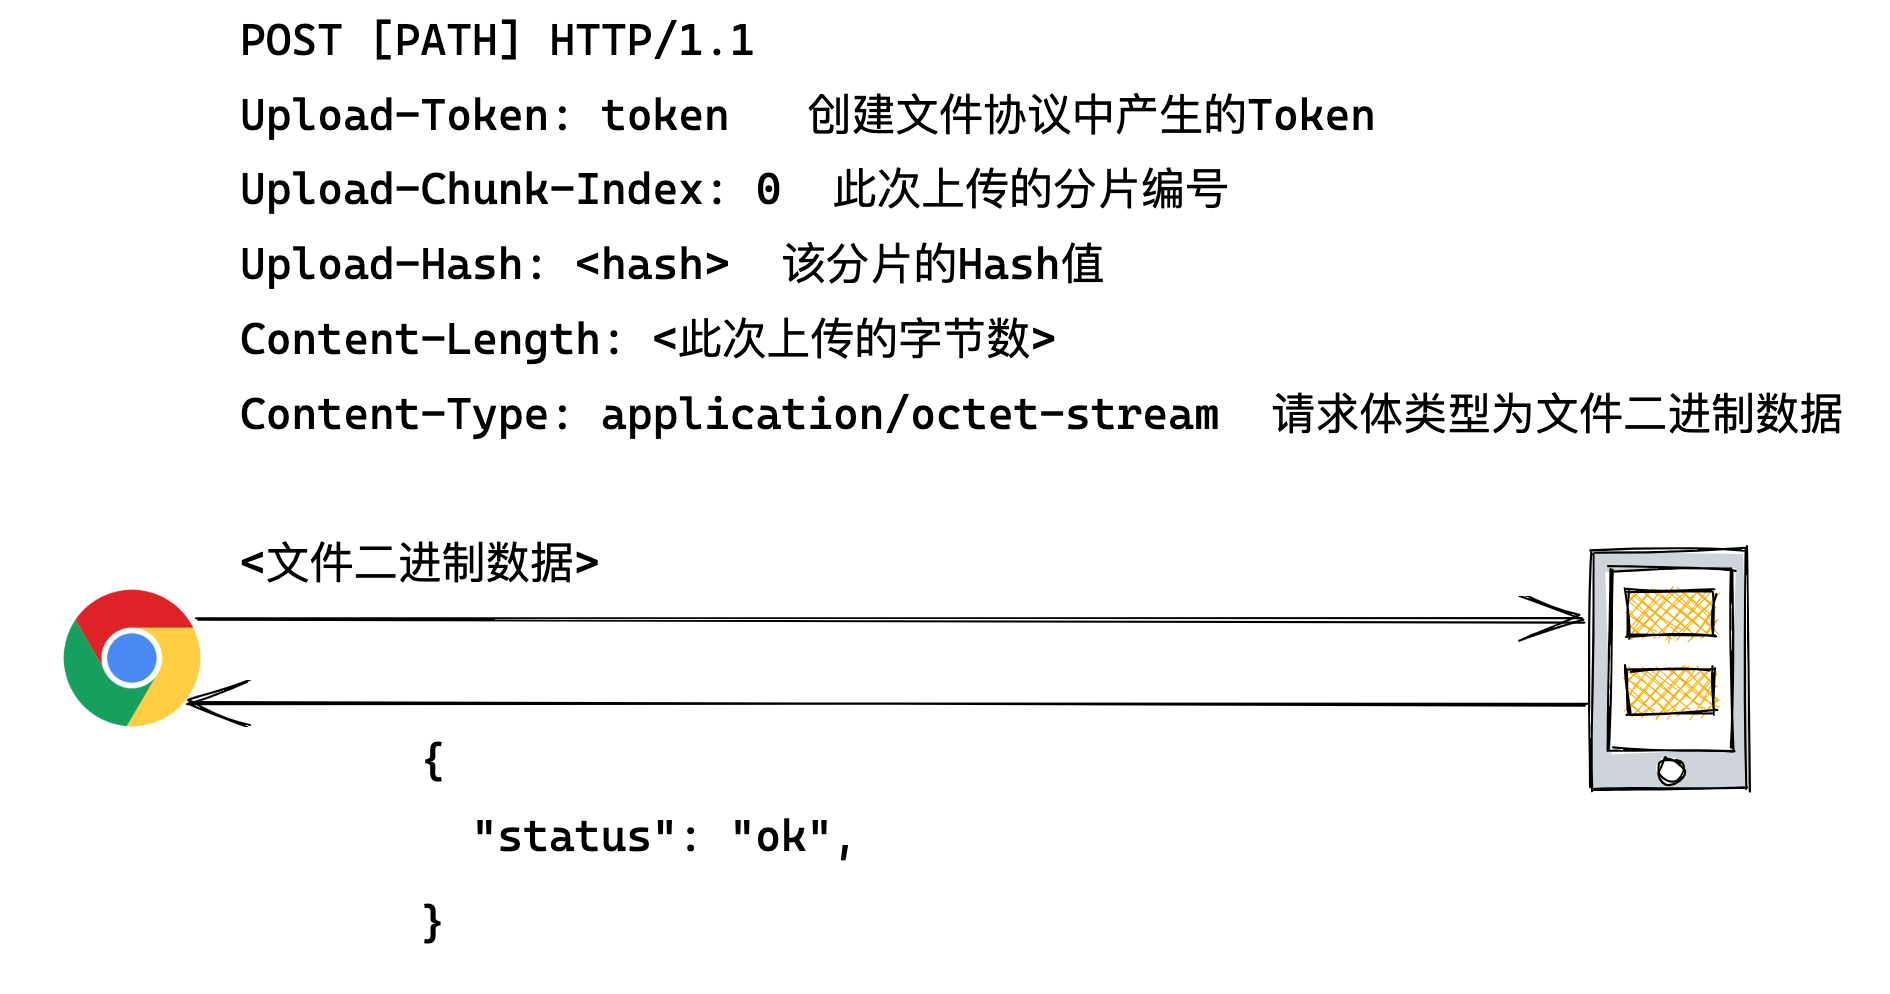 POST [PATH] HTTP/1.1
Upload-Token: token 创建文件协议中产生的Token
Upload-Chunk-Index: 0 此次上传的分片编号
Upload-Hash: <hash> 该分片的Hash值
Content-Length: <此次上传的字节数>
Content-Type: application/octet-stream 请求体类型为文件二进制数据
<文件二进制数据>
{
"status": "ok",
}